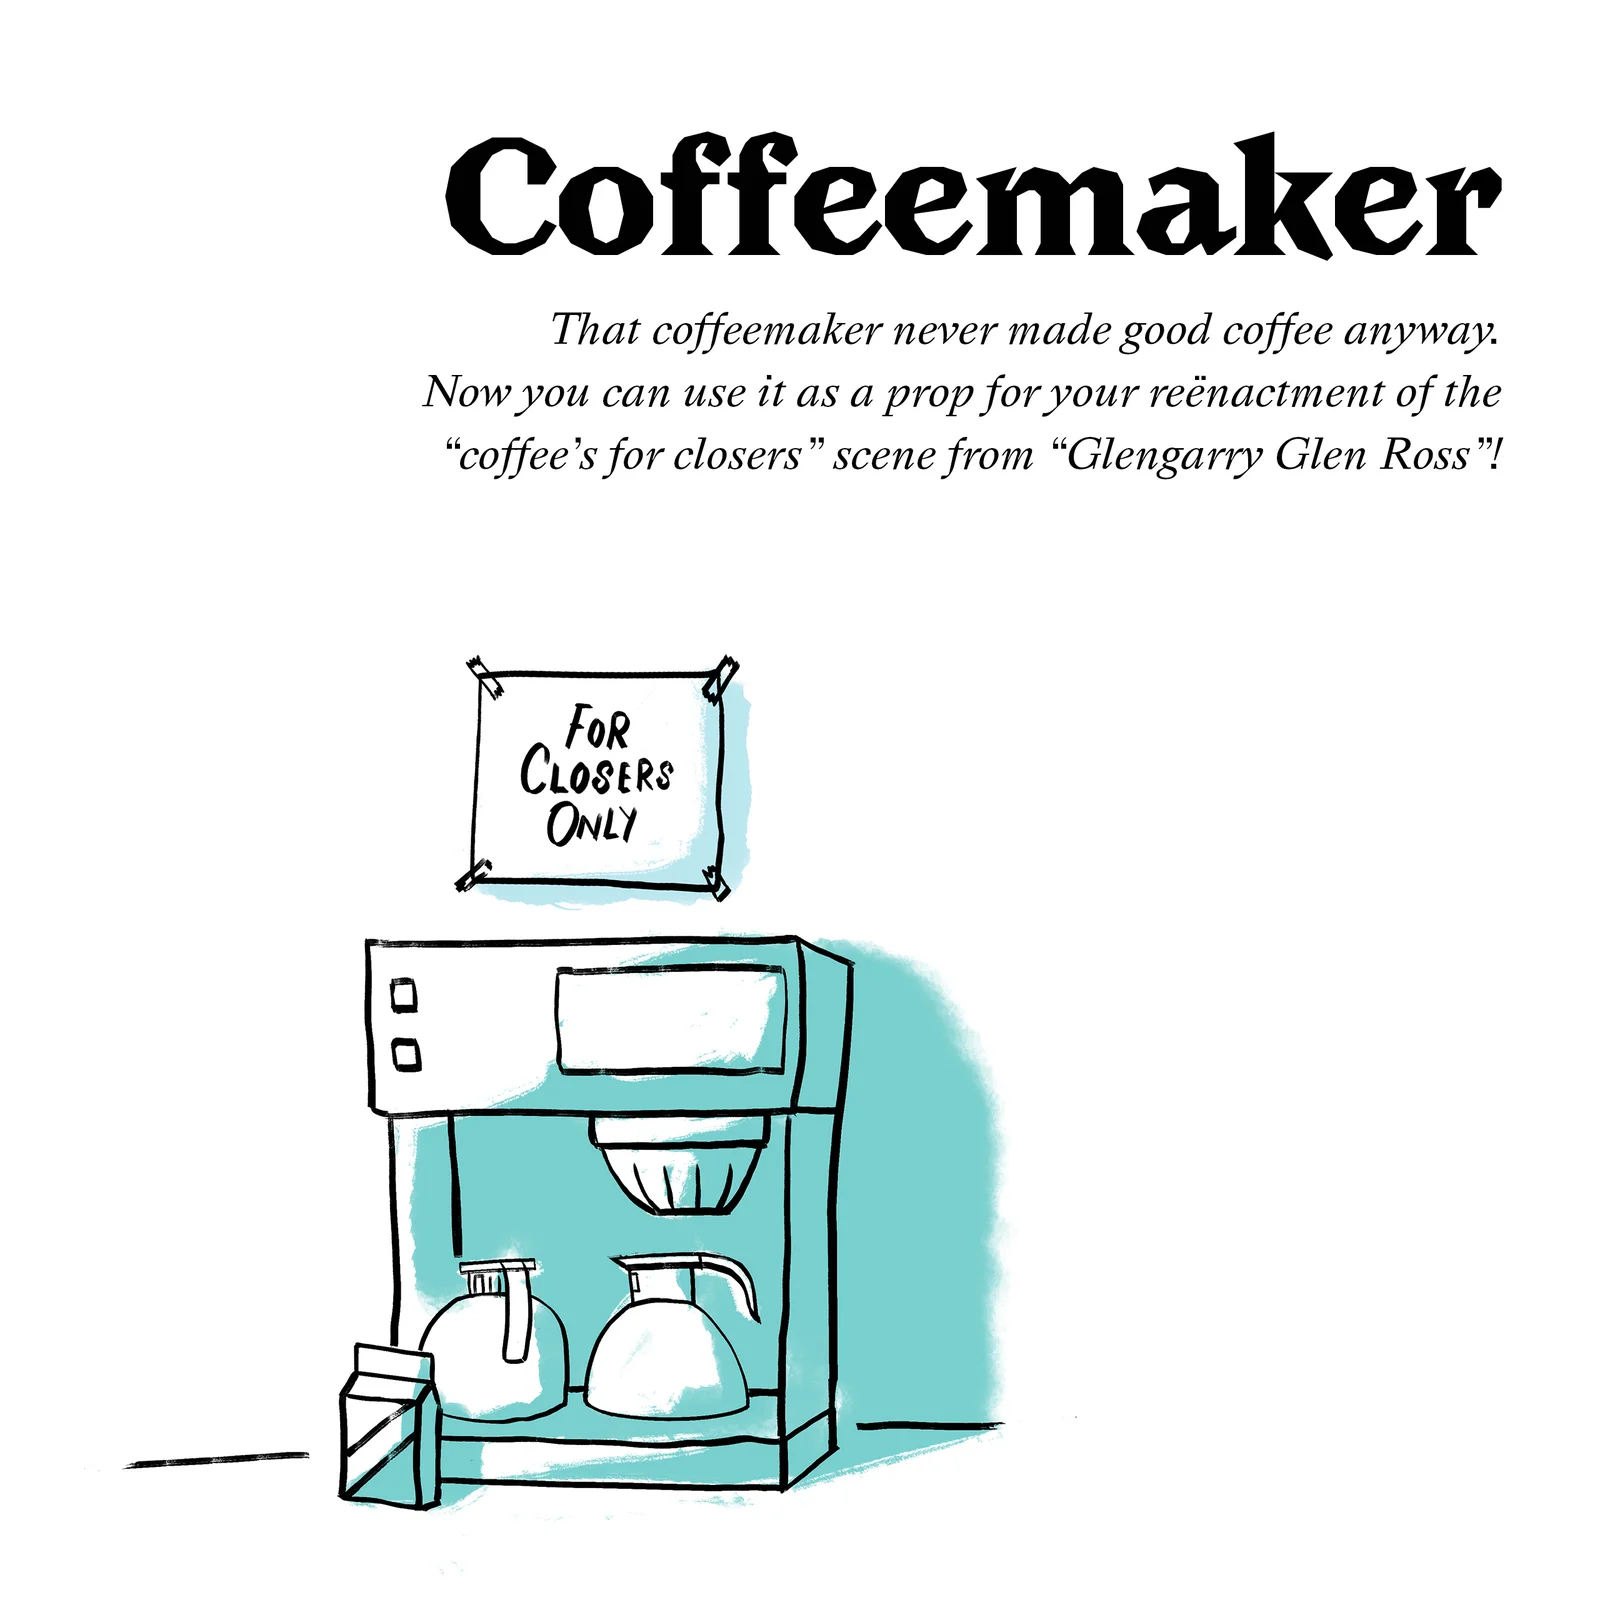 Coffeemaker
That coffeemaker never made good coffee anyway.
Now you can use it as a prop for your reënactment of the
“coffee’s for closers” scene from “Glengarry Glen Ross”!
FOR
CLOSERS
ONLY